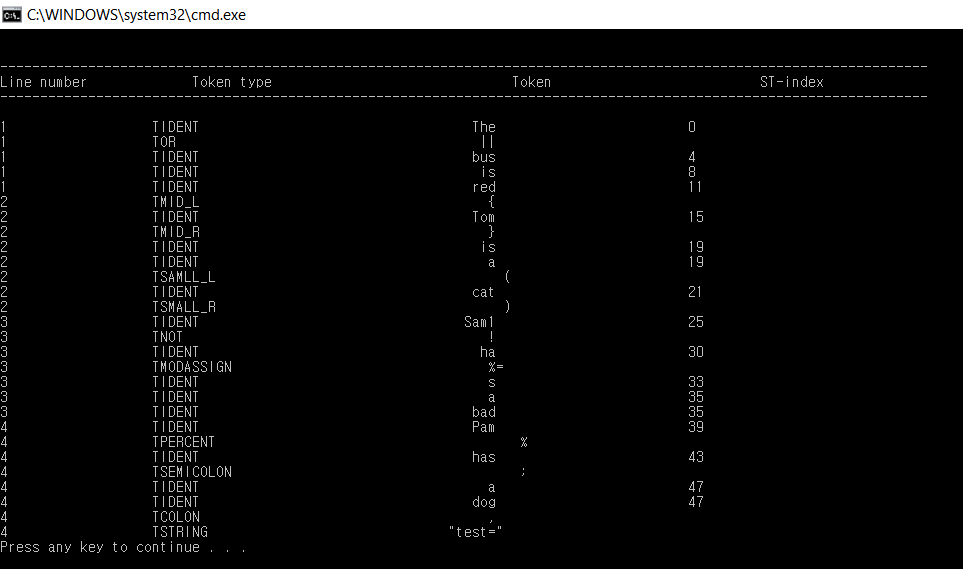 C:\WINDOWS\system32\cmd.exe
--------------------------------------------------------------------------------------------------------------------
Line number             Token type                              Token                          ST-index
--------------------------------------------------------------------------------------------------------------------
1                  TIDENT                                  The                        0
1                  TOR                                      ||
1                  TIDENT                                  bus                        4
1                  TIDENT                                   is                        8
1                  TIDENT                                  red                        11
2                  TMID_L                                    {
2                  TIDENT                                  Tom                        15
2                  TMID_R                                    }
2                  TIDENT                                   is                        19
2                  TIDENT                                    a                        19
2                  TSAMLL_L                                    (
2                  TIDENT                                  cat                        21
2                  TSMALL_R                                    )
3                  TIDENT                                 Sam1                        25
3                  TNOT                                      !
3                  TIDENT                                   ha                        30
3                  TMODASSIGN                                %=
3                  TIDENT                                    s                        33
3                  TIDENT                                    a                        35
3                  TIDENT                                  bad                        35
4                  TIDENT                                  Pam                        39
4                  TPERCENT                                      %
4                  TIDENT                                  has                        43
4                  TSEMICOLON                                    ;
4                  TIDENT                                    a                        47
4                  TIDENT                                  dog                        47
4                  TCOLON                                    ,
4                  TSTRING                              "test="
Press any key to continue . . .